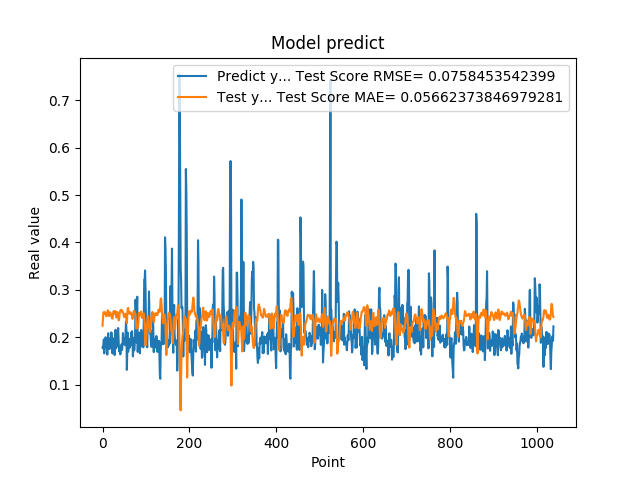 Model predict
Predict y... Test Score RMSE= 0.0758453542399
Test y... Test Score MAE= 0.05662373846979281
Real value
0.7
0.6
0.5
0.4
0.3
0.2
0.1
0 200 400 600 800 1000
Point